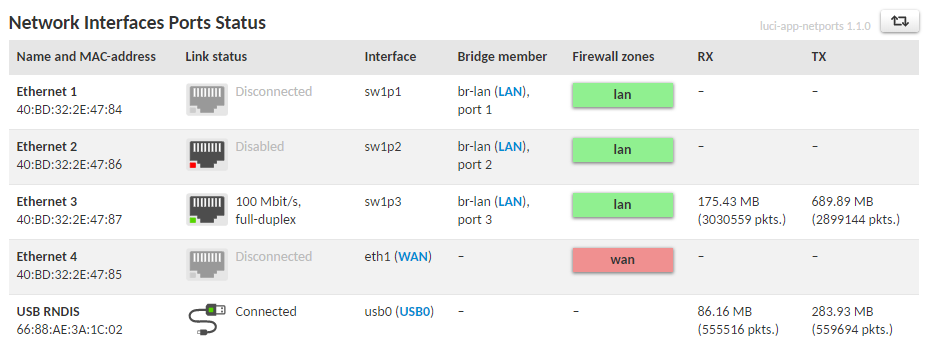 Network Interfaces Ports Status
luci-app-netports 1.1.0
Name and MAC-address Link status Interface Bridge member Firewall zones RX TX
Ethernet 1 Disconnected sw1p1 br-lan (LAN), lan – –
40:BD:32:2E:47:84 port 1
Ethernet 2 Disabled sw1p2 br-lan (LAN), lan – –
40:BD:32:2E:47:86 port 2
Ethernet 3 100 Mbit/s, sw1p3 br-lan (LAN), lan 175.43 MB 689.89 MB
40:BD:32:2E:47:87 full-duplex port 3 (3030559 pkts.) (2899144 pkts.)
Ethernet 4 Disconnected eth1 (WAN) – wan – –
40:BD:32:2E:47:85
USB RNDIS Connected usb0 (USB0) – – 86.16 MB 283.93 MB
66:88:AE:3A:1C:02 (555516 pkts.) (559694 pkts.)